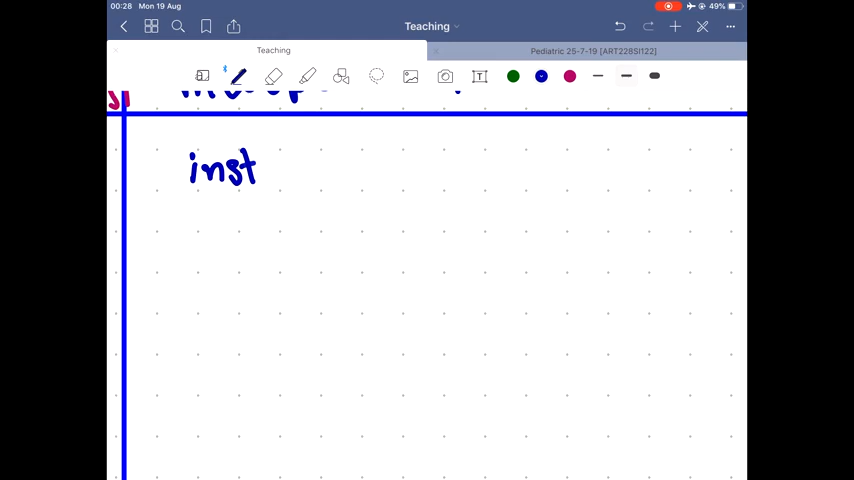 00:28 Mon 19 Aug 49%
Teaching
Teaching Pediatric 25-7-19 [ART228SI122]
T
inst